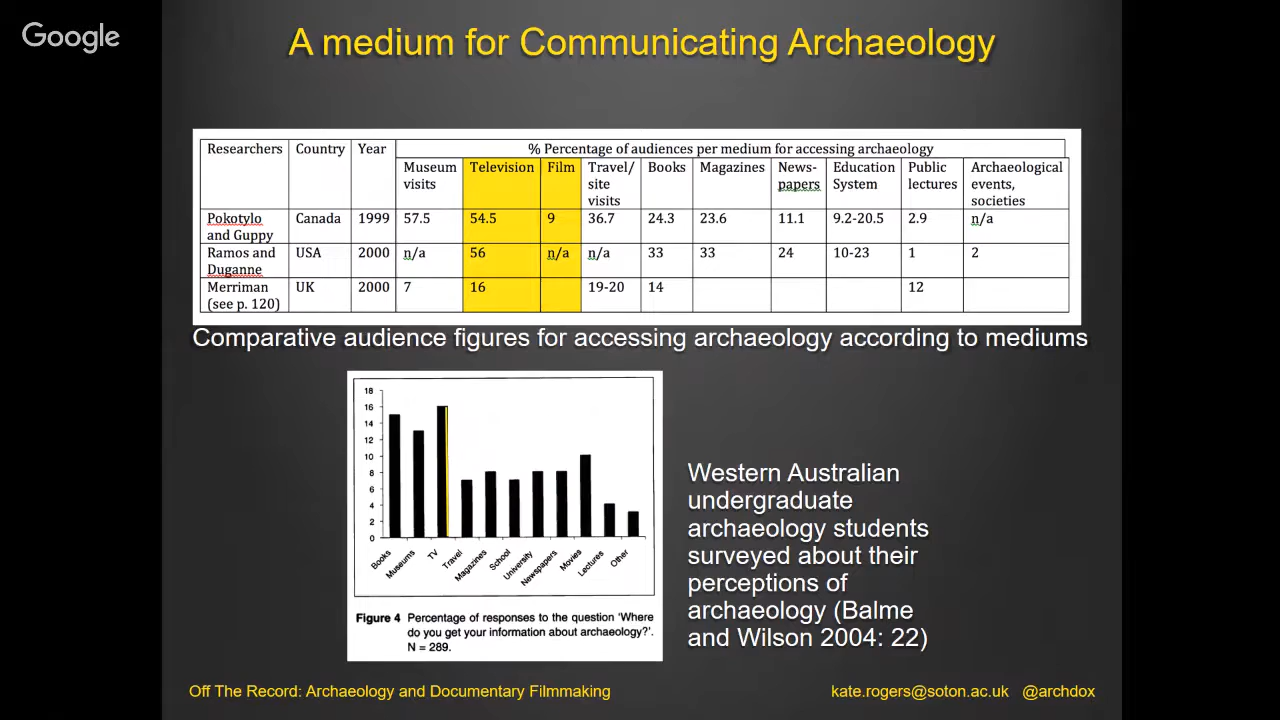 Google
A medium for Communicating Archaeology
Researchers Country Year % Percentage of audiences per medium for accessing archaeology
Museum Television Film Travel/ Books Magazines News- Education Public Archaeological
visits site papers System lectures events,
visits societies
Pokotylo Canada 1999 57.5 54.5 9 36.7 24.3 23.6 11.1 9.2-20.5 2.9 n/a
and Guppy
Ramos and USA 2000 n/a 56 n/a n/a 33 33 24 10-23 1 2
Duganne
Merriman UK 2000 7 16 19-20 14 12
(see p. 120)
Comparative audience figures for accessing archaeology according to mediums
18
16
14
12
10
8
6
4
2
0
Books Museums TV Travel Magazines School University Newspapers Movies Lectures Other
Figure 4 Percentage of responses to the question 'Where
do you get your information about archaeology?'.
N = 289.
Western Australian
undergraduate
archaeology students
surveyed about their
perceptions of
archaeology (Balme
and Wilson 2004: 22)
Off The Record: Archaeology and Documentary Filmmaking kate.rogers@soton.ac.uk @archdox